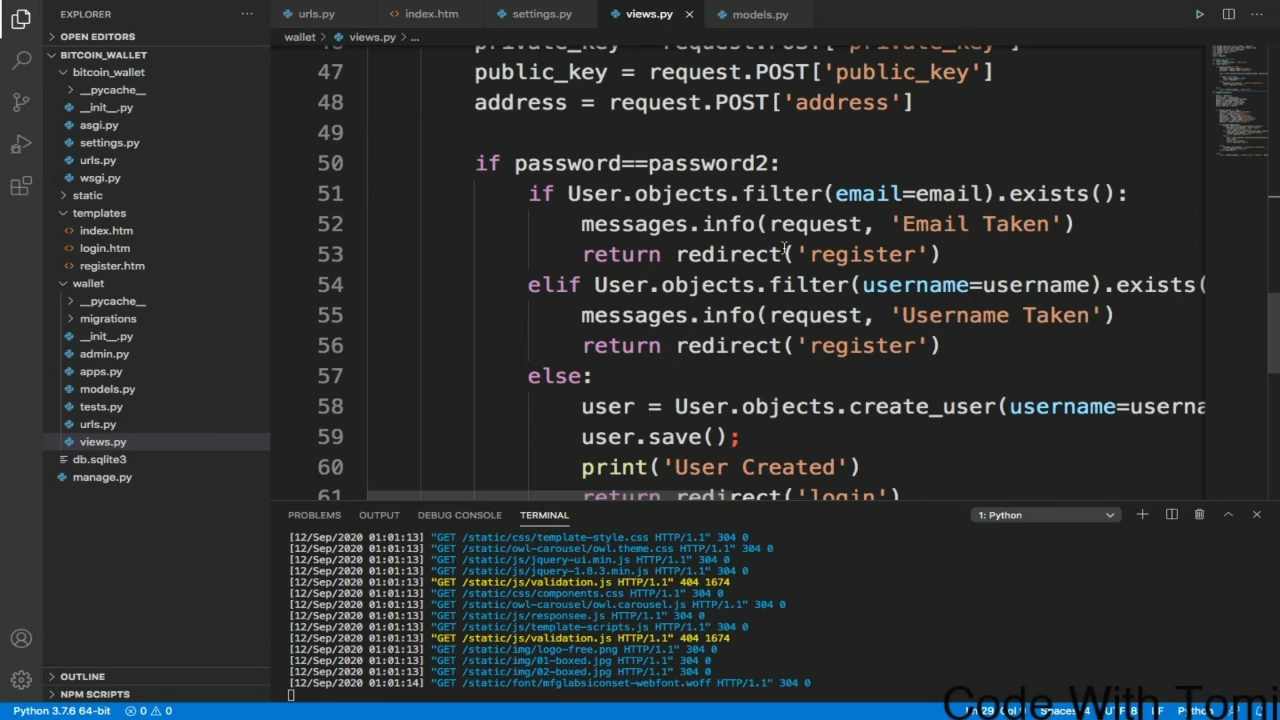 EXPLORER ···
urls.py index.htm settings.py views.py × models.py ···
OPEN EDITORS
wallet > views.py > ...
BITCOIN_WALLET
bitcoin_wallet
__pycache__
__init__.py
asgi.py
settings.py
urls.py
wsgi.py
static
templates
index.htm
login.htm
register.htm
wallet
__pycache__
migrations
__init__.py
admin.py
apps.py
models.py
tests.py
urls.py
views.py
db.sqlite3
manage.py
OUTLINE
NPM SCRIPTS
46 private_key = request.POST['private_key']
47 public_key = request.POST['public_key']
48 address = request.POST['address']
49
50 if password==password2:
51 if User.objects.filter(email=email).exists():
52 messages.info(request, 'Email Taken')
53 return redirect('register')
54 elif User.objects.filter(username=username).exists(
55 messages.info(request, 'Username Taken')
56 return redirect('register')
57 else:
58 user = User.objects.create_user(username=userna
59 user.save();
60 print('User Created')
61 return redirect('login')
PROBLEMS OUTPUT DEBUG CONSOLE TERMINAL 1: Python
[12/Sep/2020 01:01:13] "GET /static/css/template-style.css HTTP/1.1" 304 0
[12/Sep/2020 01:01:13] "GET /static/owl-carousel/owl.theme.css HTTP/1.1" 304 0
[12/Sep/2020 01:01:13] "GET /static/js/jquery-ui.min.js HTTP/1.1" 304 0
[12/Sep/2020 01:01:13] "GET /static/js/jquery-1.8.3.min.js HTTP/1.1" 304 0
[12/Sep/2020 01:01:13] "GET /static/js/validation.js HTTP/1.1" 404 1674
[12/Sep/2020 01:01:13] "GET /static/css/components.css HTTP/1.1" 304 0
[12/Sep/2020 01:01:13] "GET /static/owl-carousel/owl.carousel.js HTTP/1.1" 304 0
[12/Sep/2020 01:01:13] "GET /static/js/responsee.js HTTP/1.1" 304 0
[12/Sep/2020 01:01:13] "GET /static/js/template-scripts.js HTTP/1.1" 304 0
[12/Sep/2020 01:01:13] "GET /static/js/validation.js HTTP/1.1" 404 1674
[12/Sep/2020 01:01:13] "GET /static/img/logo-free.png HTTP/1.1" 304 0
[12/Sep/2020 01:01:13] "GET /static/img/01-boxed.jpg HTTP/1.1" 304 0
[12/Sep/2020 01:01:13] "GET /static/img/02-boxed.jpg HTTP/1.1" 304 0
[12/Sep/2020 01:01:14] "GET /static/font/mfglabsiconset-webfont.woff HTTP/1.1" 304 0
Code With Tomi
Python 3.7.6 64-bit 0 0 Spaces: 4 UTF-8 LF Python